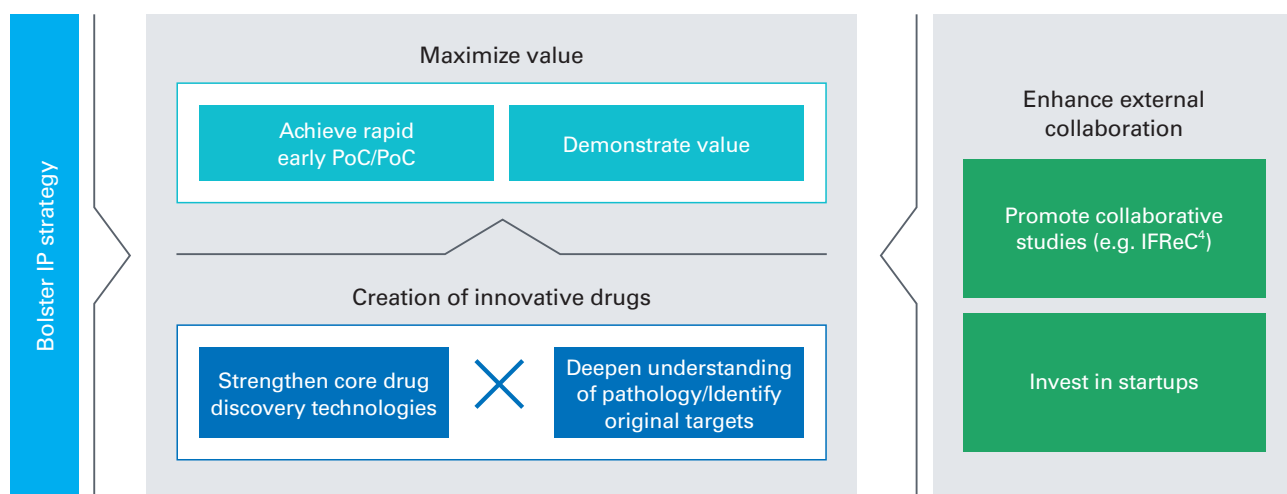 Bolster IP strategy
Maximize value
Achieve rapid
early PoC/PoC
Demonstrate value
Creation of innovative drugs
Strengthen core drug
discovery technologies
Deepen understanding
of pathology/Identify
original targets
Enhance external
collaboration
Promote collaborative
studies (e.g. IFReC⁴)
Invest in startups